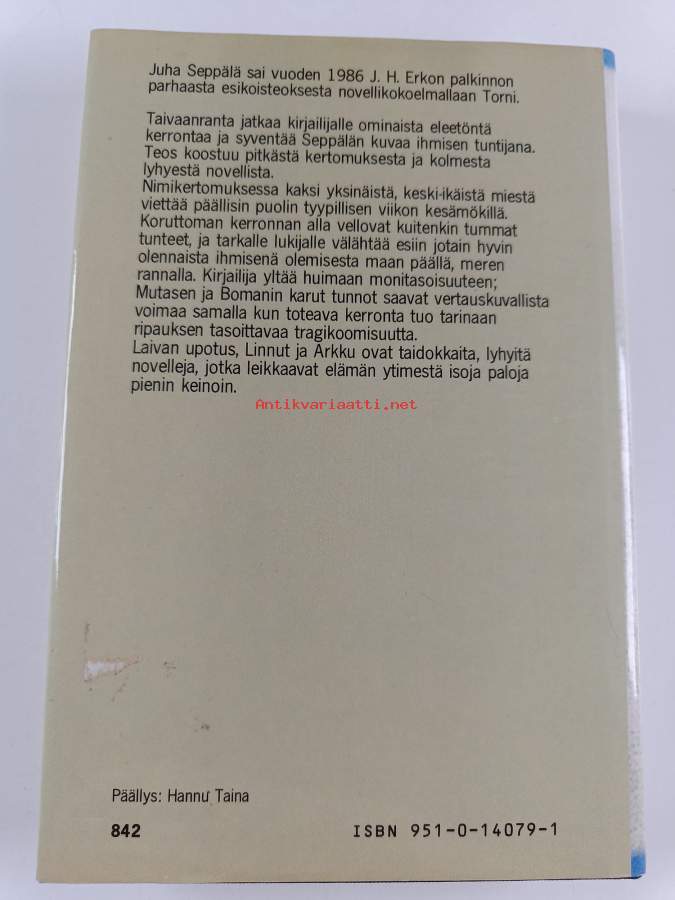 Juha Seppälä sai vuoden 1986 J. H. Erkon palkinnon
parhaasta esikoisteoksesta novellikokoelmallaan Torni.
Taivaanranta jatkaa kirjailijalle ominaista eleetöntä
kerrontaa ja syventää Seppälän kuvaa ihmisen tuntijana.
Teos koostuu pitkästä kertomuksesta ja kolmesta
lyhyestä novellista.
Nimikertomuksessa kaksi yksinäistä, keski-ikäistä miestä
viettää päällisin puolin tyypillisen viikon kesämökillä.
Koruttoman kerronnan alla vellovat kuitenkin tummat
tunteet, ja tarkalle lukijalle välähtää esiin jotain hyvin
olennaista ihmisenä olemisesta maan päällä, meren
rannalla. Kirjailija yltää huimaan monitasoisuuteen;
Mutasen ja Bomanin karut tunnot saavat vertauskuvallista
voimaa samalla kun toteava kerronta tuo tarinaan
ripauksen tasoittavaa tragikoomisuutta.
Laivan upotus, Linnut ja Arkku ovat taidokkaita, lyhyitä
novelleja, jotka leikkaavat elämän ytimestä isoja paloja
pienin keinoin.
Antikvariaatti.net
Päällys: Hannu Taina
842 ISBN 951-0-14079-1